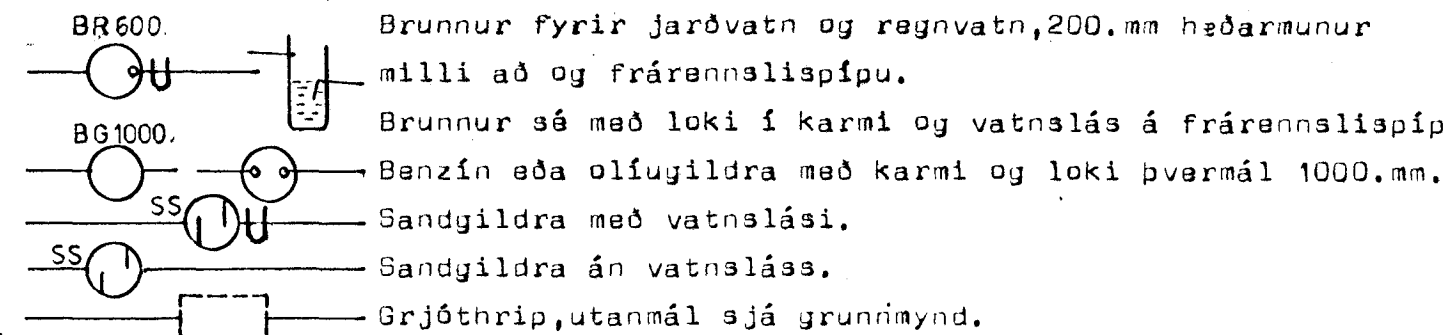 BR600. Brunnur fyrir jarðvatn og regnvatn,200.mm hæðarmunur
milli að og frárennslispípu.
Brunnur sé með loki í karmi og vatnslás á frárennslispíp
BG1000.
Benzín eða olíugildra með karmi og loki þvermál 1000.mm.
SS Sandgildra með vatnslási.
SS Sandgildra án vatnsláss.
Grjóthrip,utanmál sjá grunnmynd.